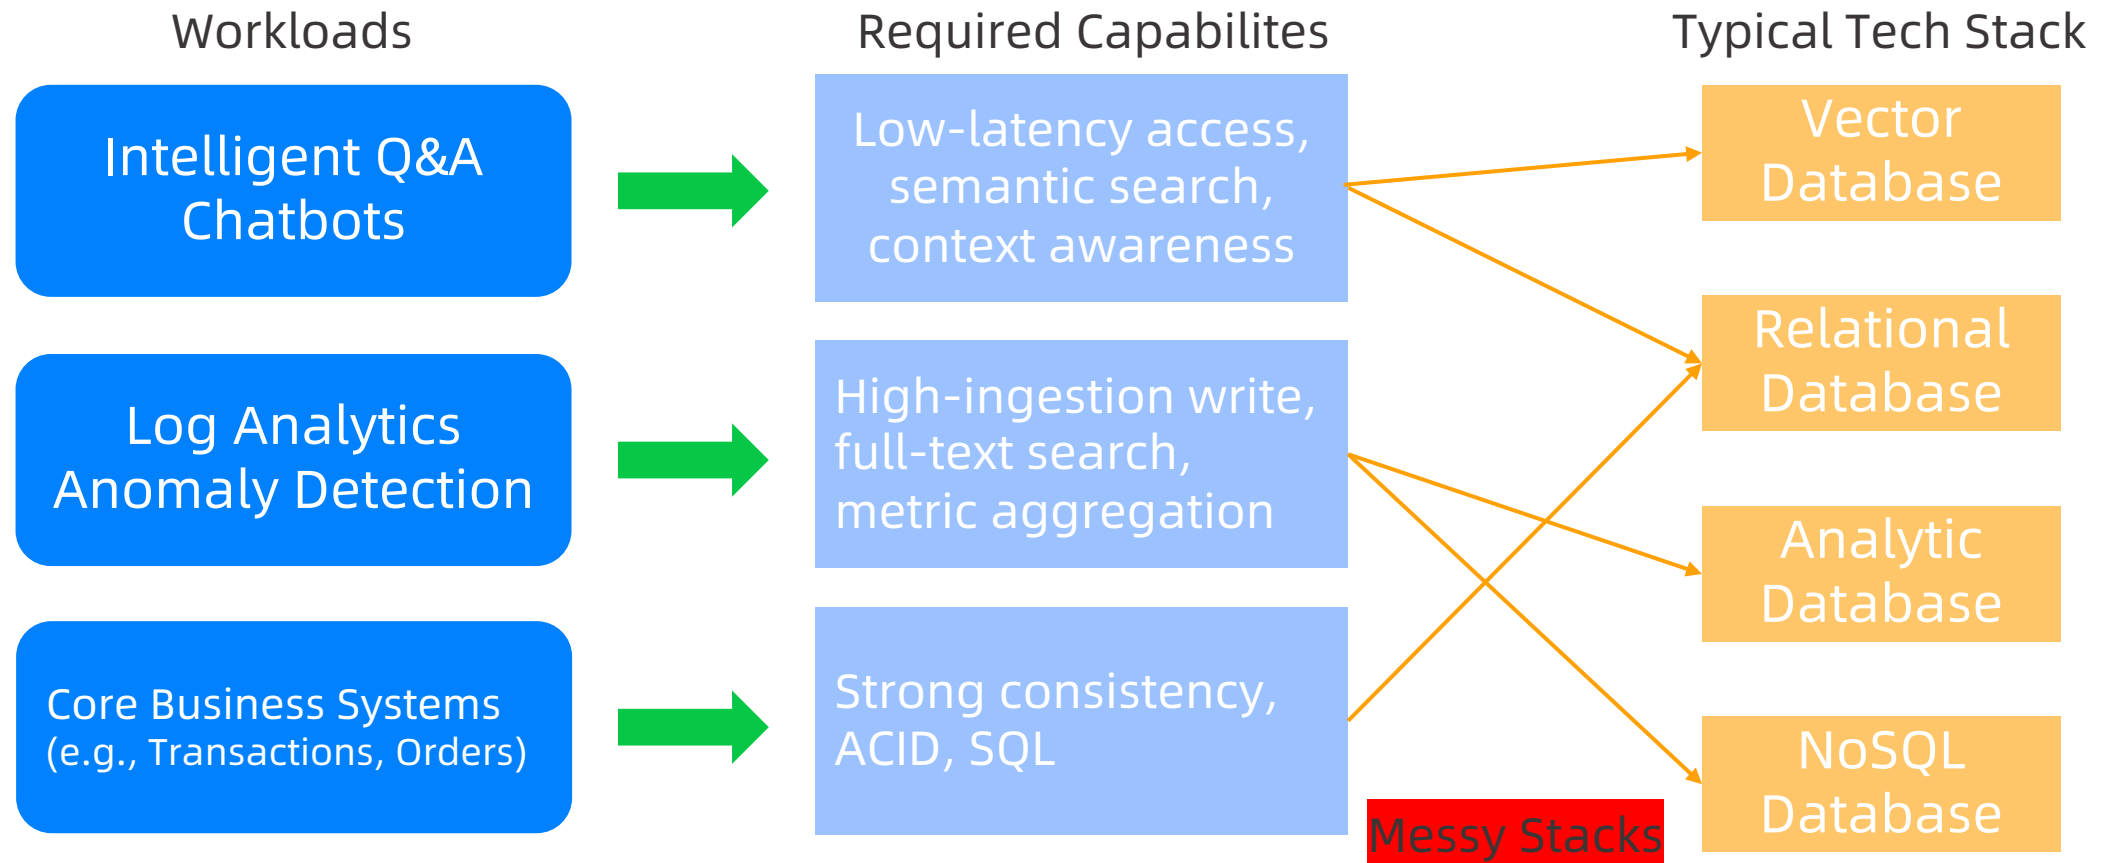 Workloads
Required Capabilites
Typical Tech Stack
Intelligent Q&A
Chatbots
Low-latency access,
semantic search,
context awareness
Vector
Database
Relational
Database
Log Analytics
Anomaly Detection
High-ingestion write,
full-text search,
metric aggregation
Analytic
Database
Core Business Systems
(e.g., Transactions, Orders)
Strong consistency,
ACID, SQL
NoSQL
Database
Messy Stacks